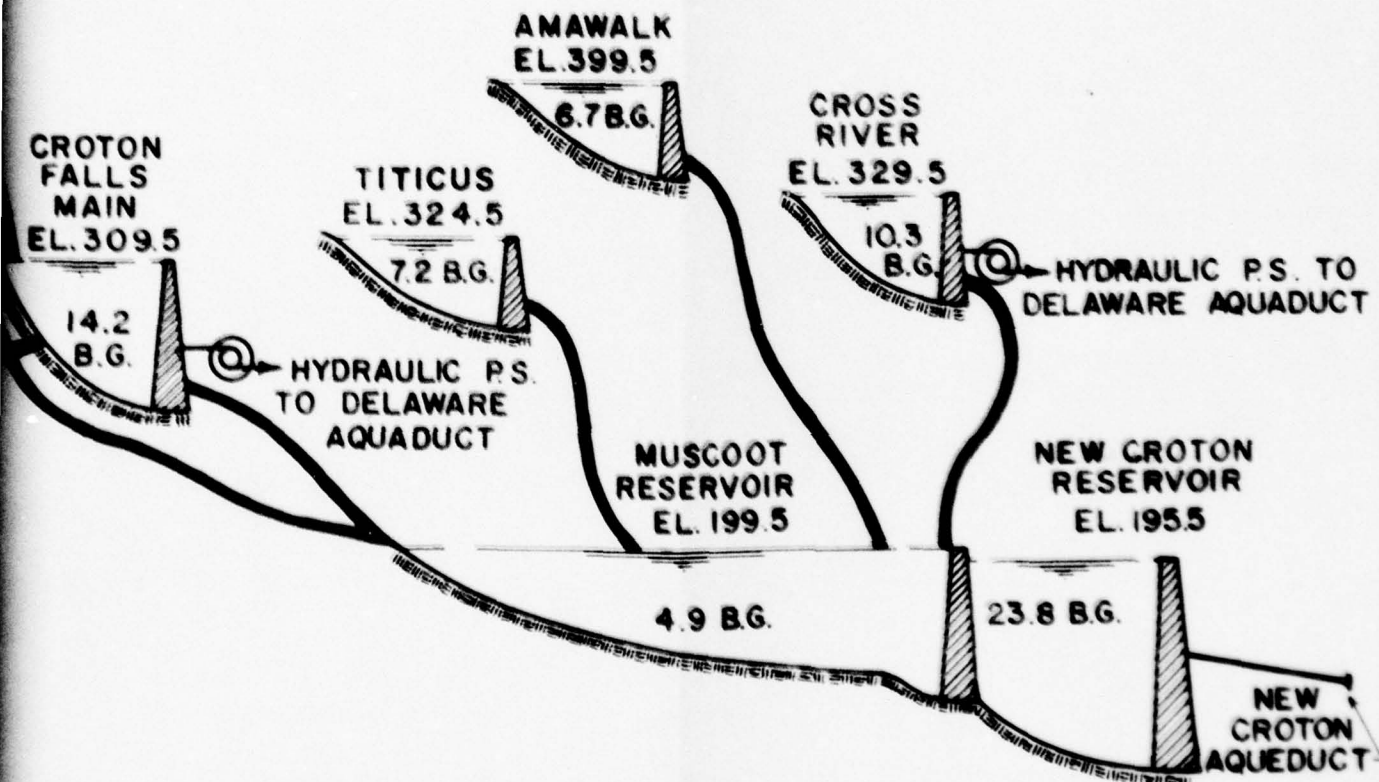 AMAWALK
EL.399.5
6.7 B.G.
CROSS
RIVER
EL. 329.5
10.3
B.G.
HYDRAULIC P.S. TO
DELAWARE AQUADUCT
CROTON
FALLS
MAIN
EL. 309.5
14.2
B.G.
HYDRAULIC P.S.
TO DELAWARE
AQUADUCT
TITICUS
EL. 324.5
7.2 B.G.
MUSCOOT
RESERVOIR
EL. 199.5
4.9 B.G.
NEW CROTON
RESERVOIR
EL. 195.5
23.8 B.G.
NEW
CROTON
AQUEDUCT